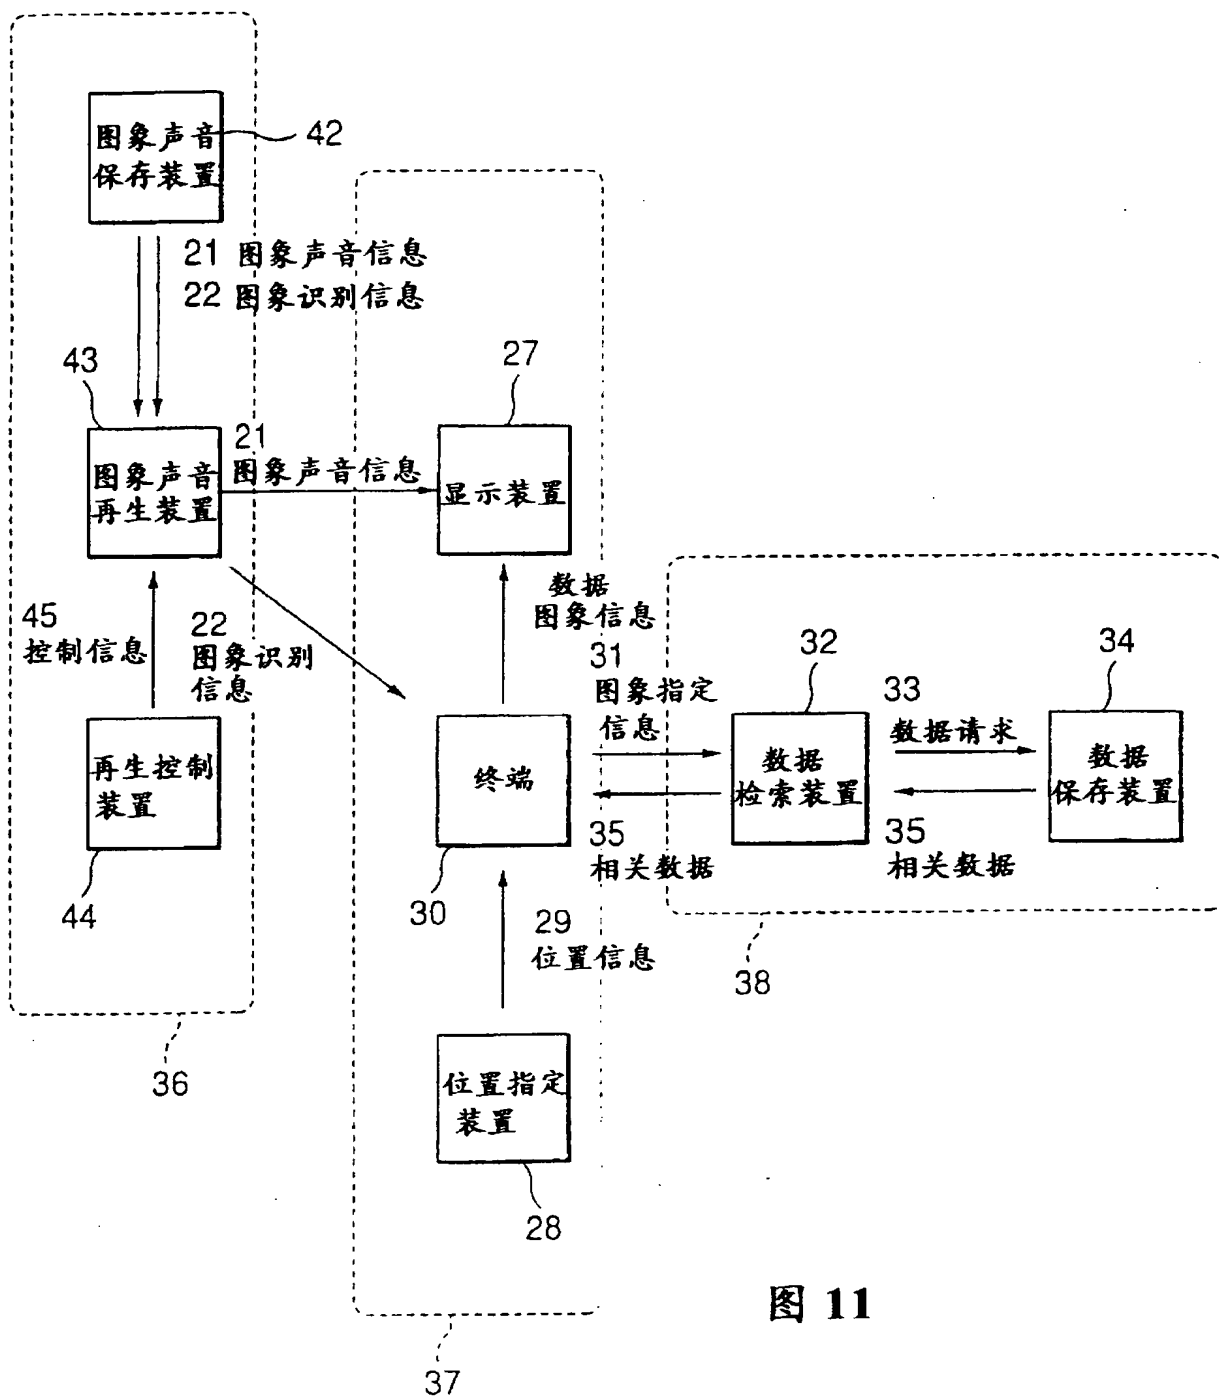 图象声音
保存装置
42
21 图象声音信息
22 图象识别信息
43
图象声音
再生装置
21
图象声音信息
27
显示装置
45
控制信息
22
图象识别
信息
数据
图象信息
再生控制
装置
44
终端
30
31
图象指定
信息
35
相关数据
32
数据
检索装置
33
数据请求
35
相关数据
34
数据
保存装置
29
位置信息
38
36
位置指定
装置
28
37
图 11